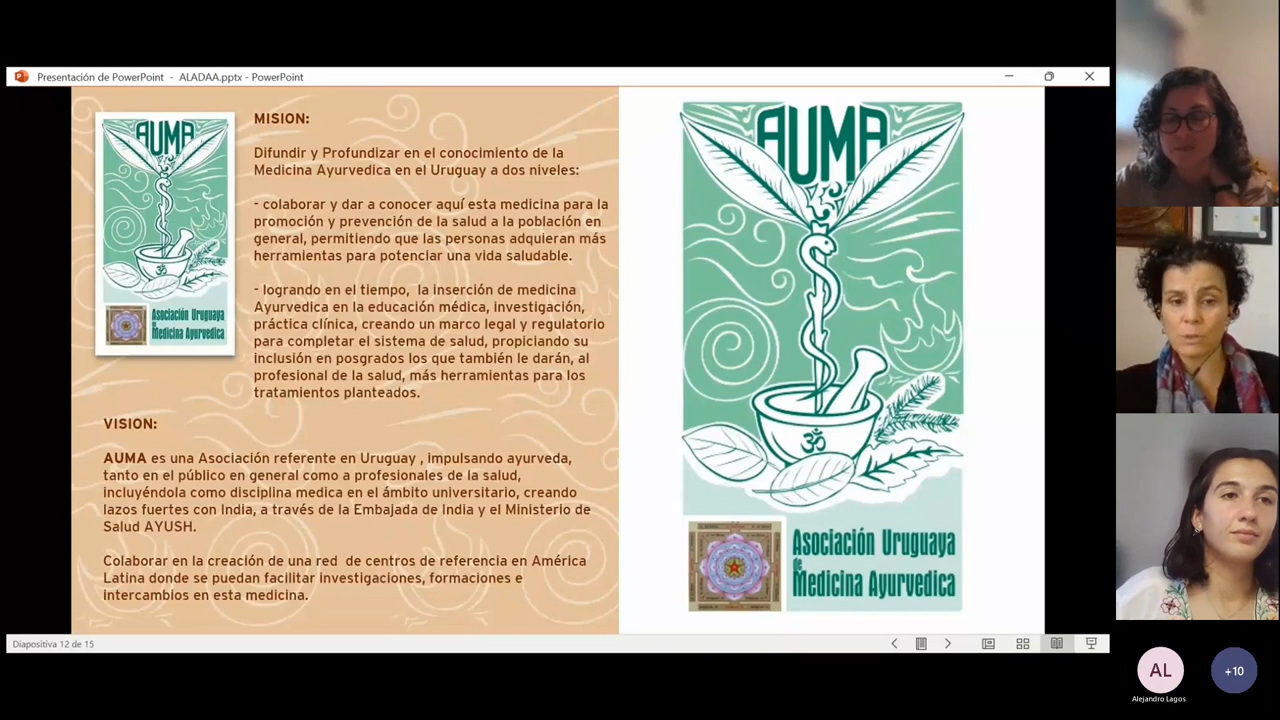 Presentación de PowerPoint - ALADAA.pptx - PowerPoint
AUMA
Asociación Uruguaya
de
Medicina Ayurvedica
MISION:
Difundir y Profundizar en el conocimiento de la
Medicina Ayurvedica en el Uruguay a dos niveles:
- colaborar y dar a conocer aquí esta medicina para la
promoción y prevención de la salud a la población en
general, permitiendo que las personas adquieran más
herramientas para potenciar una vida saludable.
- logrando en el tiempo, la inserción de medicina
Ayurvedica en la educación médica, investigación,
práctica clínica, creando un marco legal y regulatorio
para completar el sistema de salud, propiciando su
inclusión en posgrados los que también le darán, al
profesional de la salud, más herramientas para los
tratamientos planteados.
VISION:
AUMA es una Asociación referente en Uruguay , impulsando ayurveda,
tanto en el público en general como a profesionales de la salud,
incluyéndola como disciplina medica en el ámbito universitario, creando
lazos fuertes con India, a través de la Embajada de India y el Ministerio de
Salud AYUSH.
Colaborar en la creación de una red de centros de referencia en América
Latina donde se puedan facilitar investigaciones, formaciones e
intercambios en esta medicina.
AUMA
ॐ
Asociación Uruguaya
de
Medicina Ayurvedica
Diapositiva 12 de 15
AL
Alejandro Lagos
+10